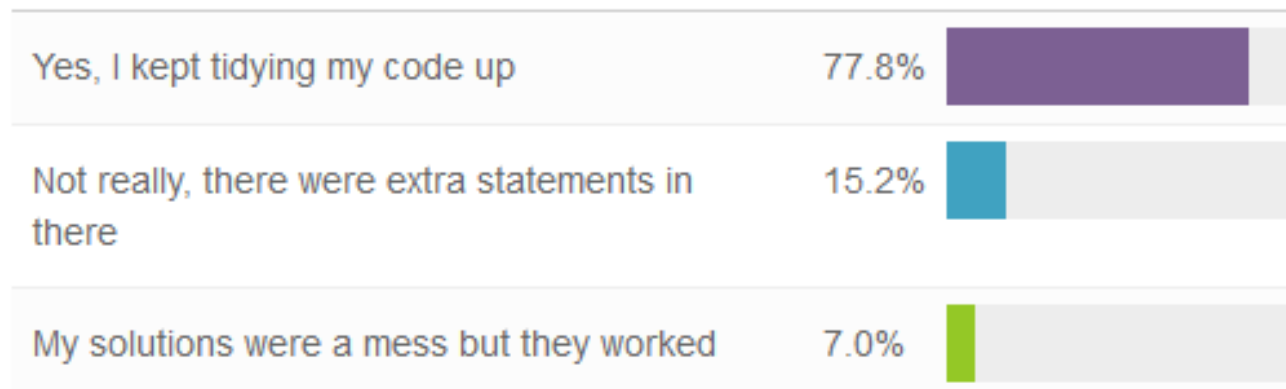 Yes, I kept tidying my code up 77.8%
Not really, there were extra statements in 15.2%
there
My solutions were a mess but they worked 7.0%